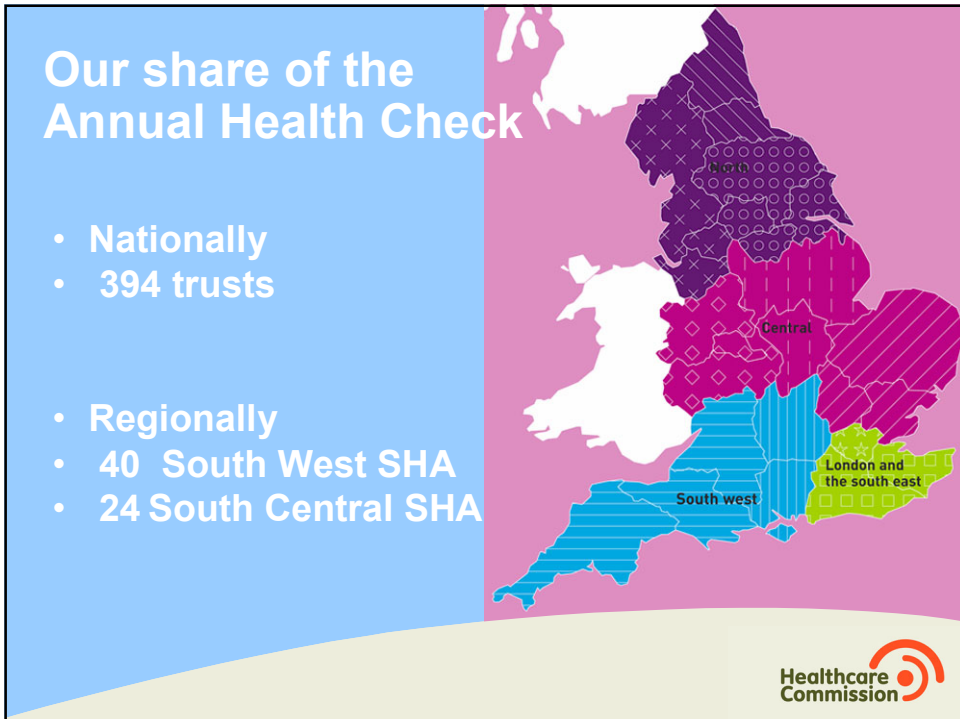 Our share of the
Annual Health Check
• Nationally
• 394 trusts
• Regionally
• 40 South West SHA
• 24 South Central SHA
North
Central
London and
the south east
South west
Healthcare
Commission